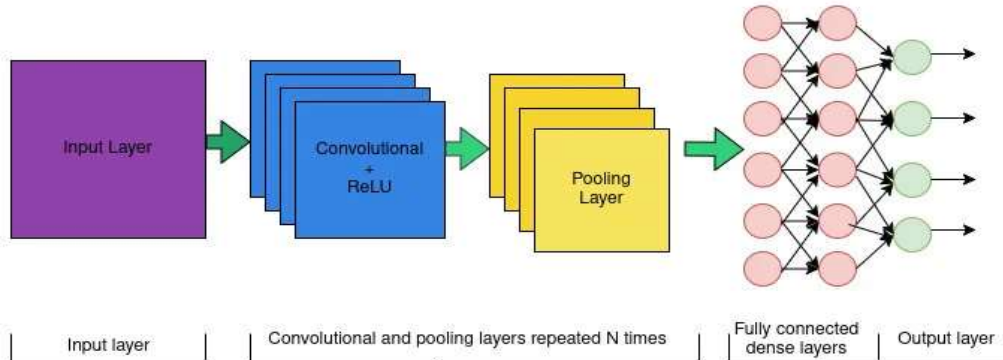 Input Layer
Convolutional
+
ReLU
Pooling
Layer
Input layer
Convolutional and pooling layers repeated N times
Fully connected
dense layers
Output layer